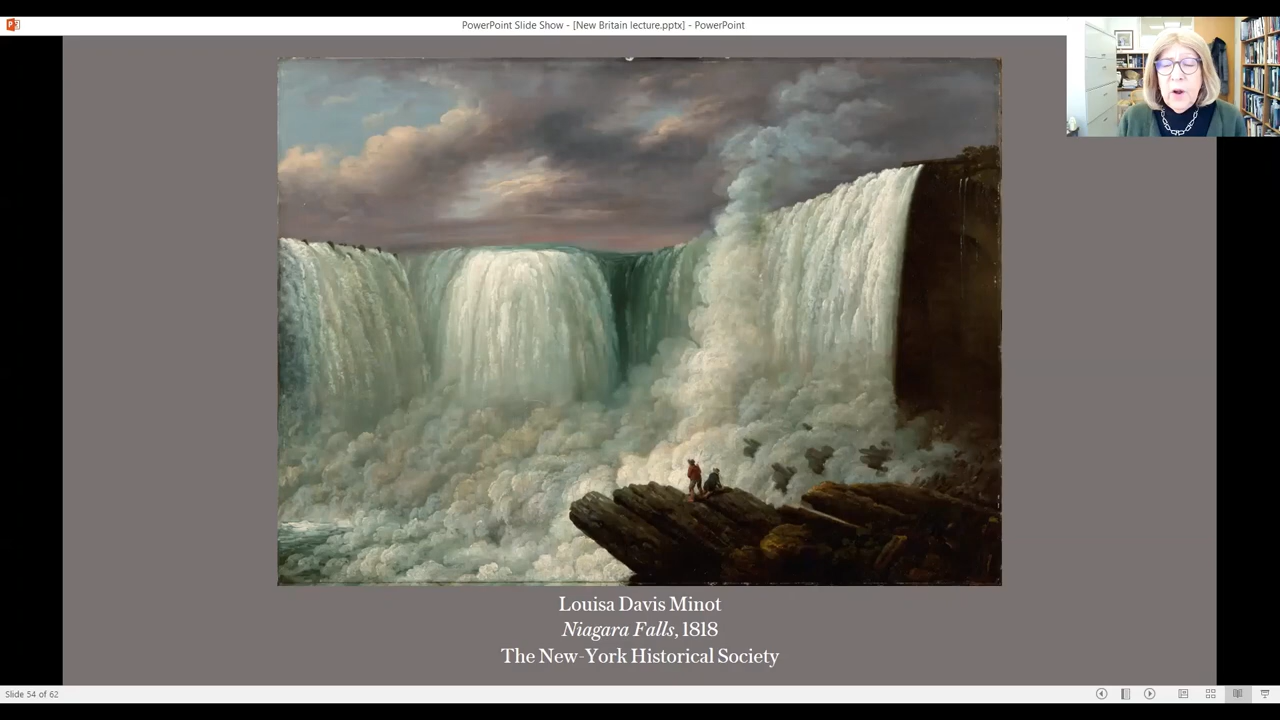 PowerPoint Slide Show - [New Britain lecture.pptx] - PowerPoint
Louisa Davis Minot
Niagara Falls, 1818
The New-York Historical Society
Slide 54 of 62